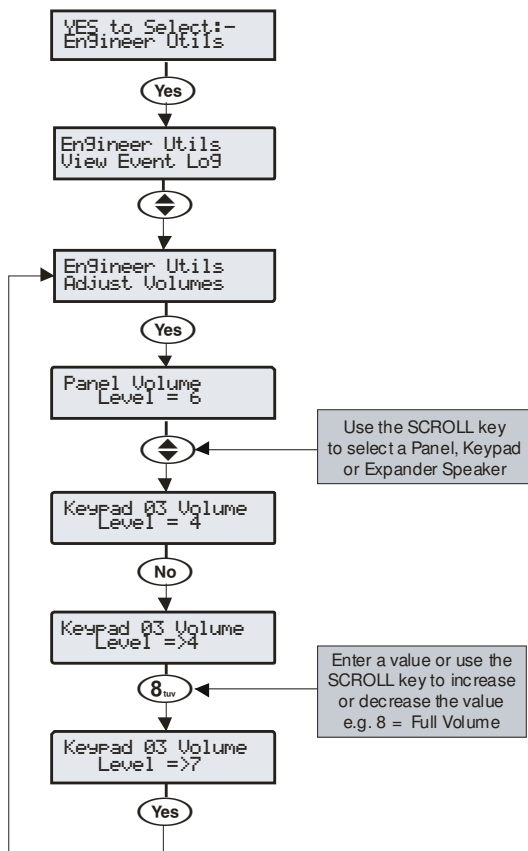 YES to Select:-
Engineer Utils
Yes
Engineer Utils
View Event Log
Engineer Utils
Adjust Volumes
Yes
Panel Volume
Level = 6
Use the SCROLL key
to select a Panel, Keypad
or Expander Speaker
Keypad 03 Volume
Level = 4
No
Keypad 03 Volume
Level =>4
8tuv
Enter a value or use the
SCROLL key to increase
or decrease the value
e.g. 8 = Full Volume
Keypad 03 Volume
Level =>7
Yes